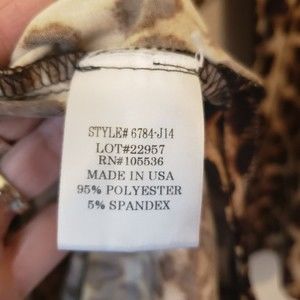 STYLE# 6784-J14
LOT#22957
RN#105536
MADE IN USA
95% POLYESTER
5% SPANDEX